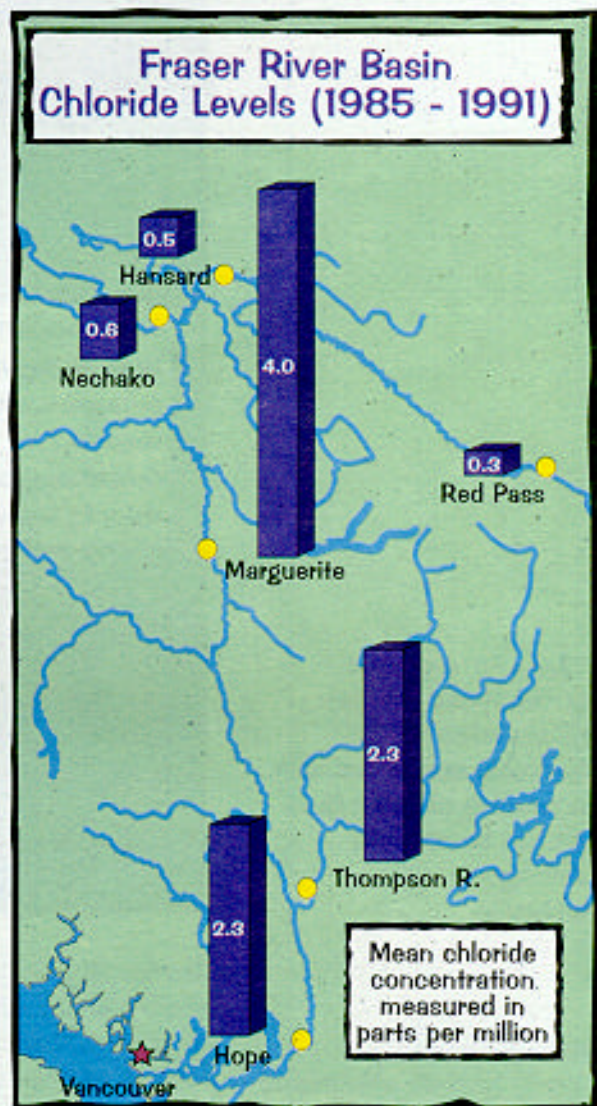 Fraser River Basin
Chloride Levels (1985 - 1991)
0.5
Hansard
0.6
Nechako
4.0
0.3
Red Pass
Marguerite
2.3
Thompson R.
2.3
Mean chloride
concentration
measured in
parts per million
Hope
Vancouver